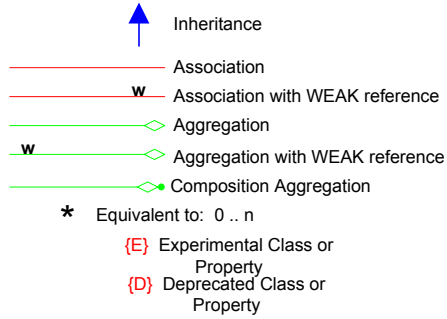 Inheritance
Association
w Association with WEAK reference
Aggregation
w Aggregation with WEAK reference
Composition Aggregation
* Equivalent to: 0 .. n
{E} Experimental Class or
Property
{D} Deprecated Class or
Property